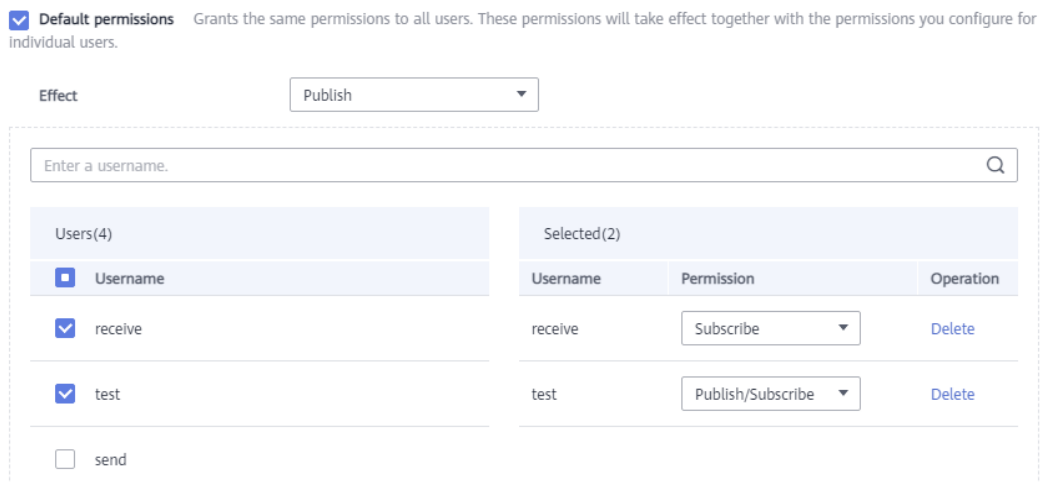 Default permissions Grants the same permissions to all users. These permissions will take effect together with the permissions you configure for
individual users.
Effect Publish
Enter a username.
Users(4) Selected(2)
Username Username Permission Operation
receive receive Subscribe Delete
test test Publish/Subscribe Delete
send